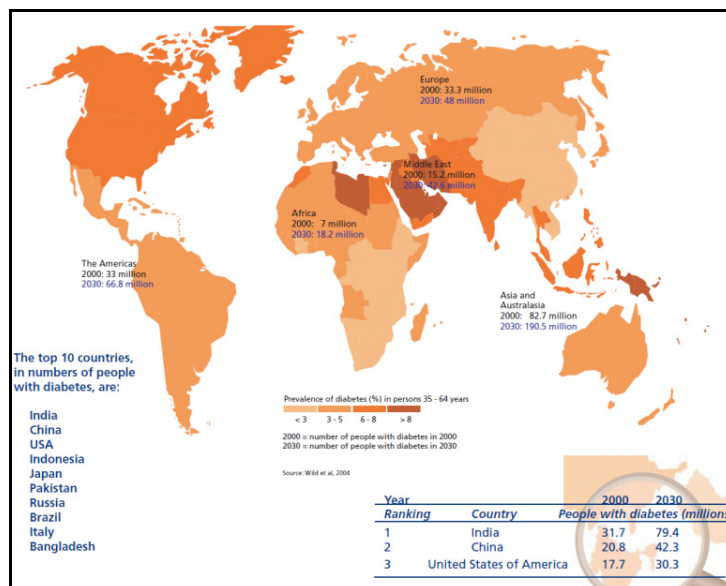 Europe
2000: 33.3 million
2030: 48 million
Middle East
2000: 15.2 million
2030: 42.6 million
Africa
2000: 7 million
2030: 18.2 million
The Americas
2000: 33 million
2030: 66.8 million
Asia and
Australasia
2000: 82.7 million
2030: 190.5 million
The top 10 countries,
in numbers of people
with diabetes, are:
India
China
USA
Indonesia
Japan
Pakistan
Russia
Brazil
Italy
Bangladesh
Prevalence of diabetes (%) in persons 35 - 64 years
< 3 3 - 5 6 - 8 > 8
2000 = number of people with diabetes in 2000
2030 = number of people with diabetes in 2030
Source: Wild et al, 2004
Year 2000 2030
Ranking Country People with diabetes (millions
1 India 31.7 79.4
2 China 20.8 42.3
3 United States of America 17.7 30.3